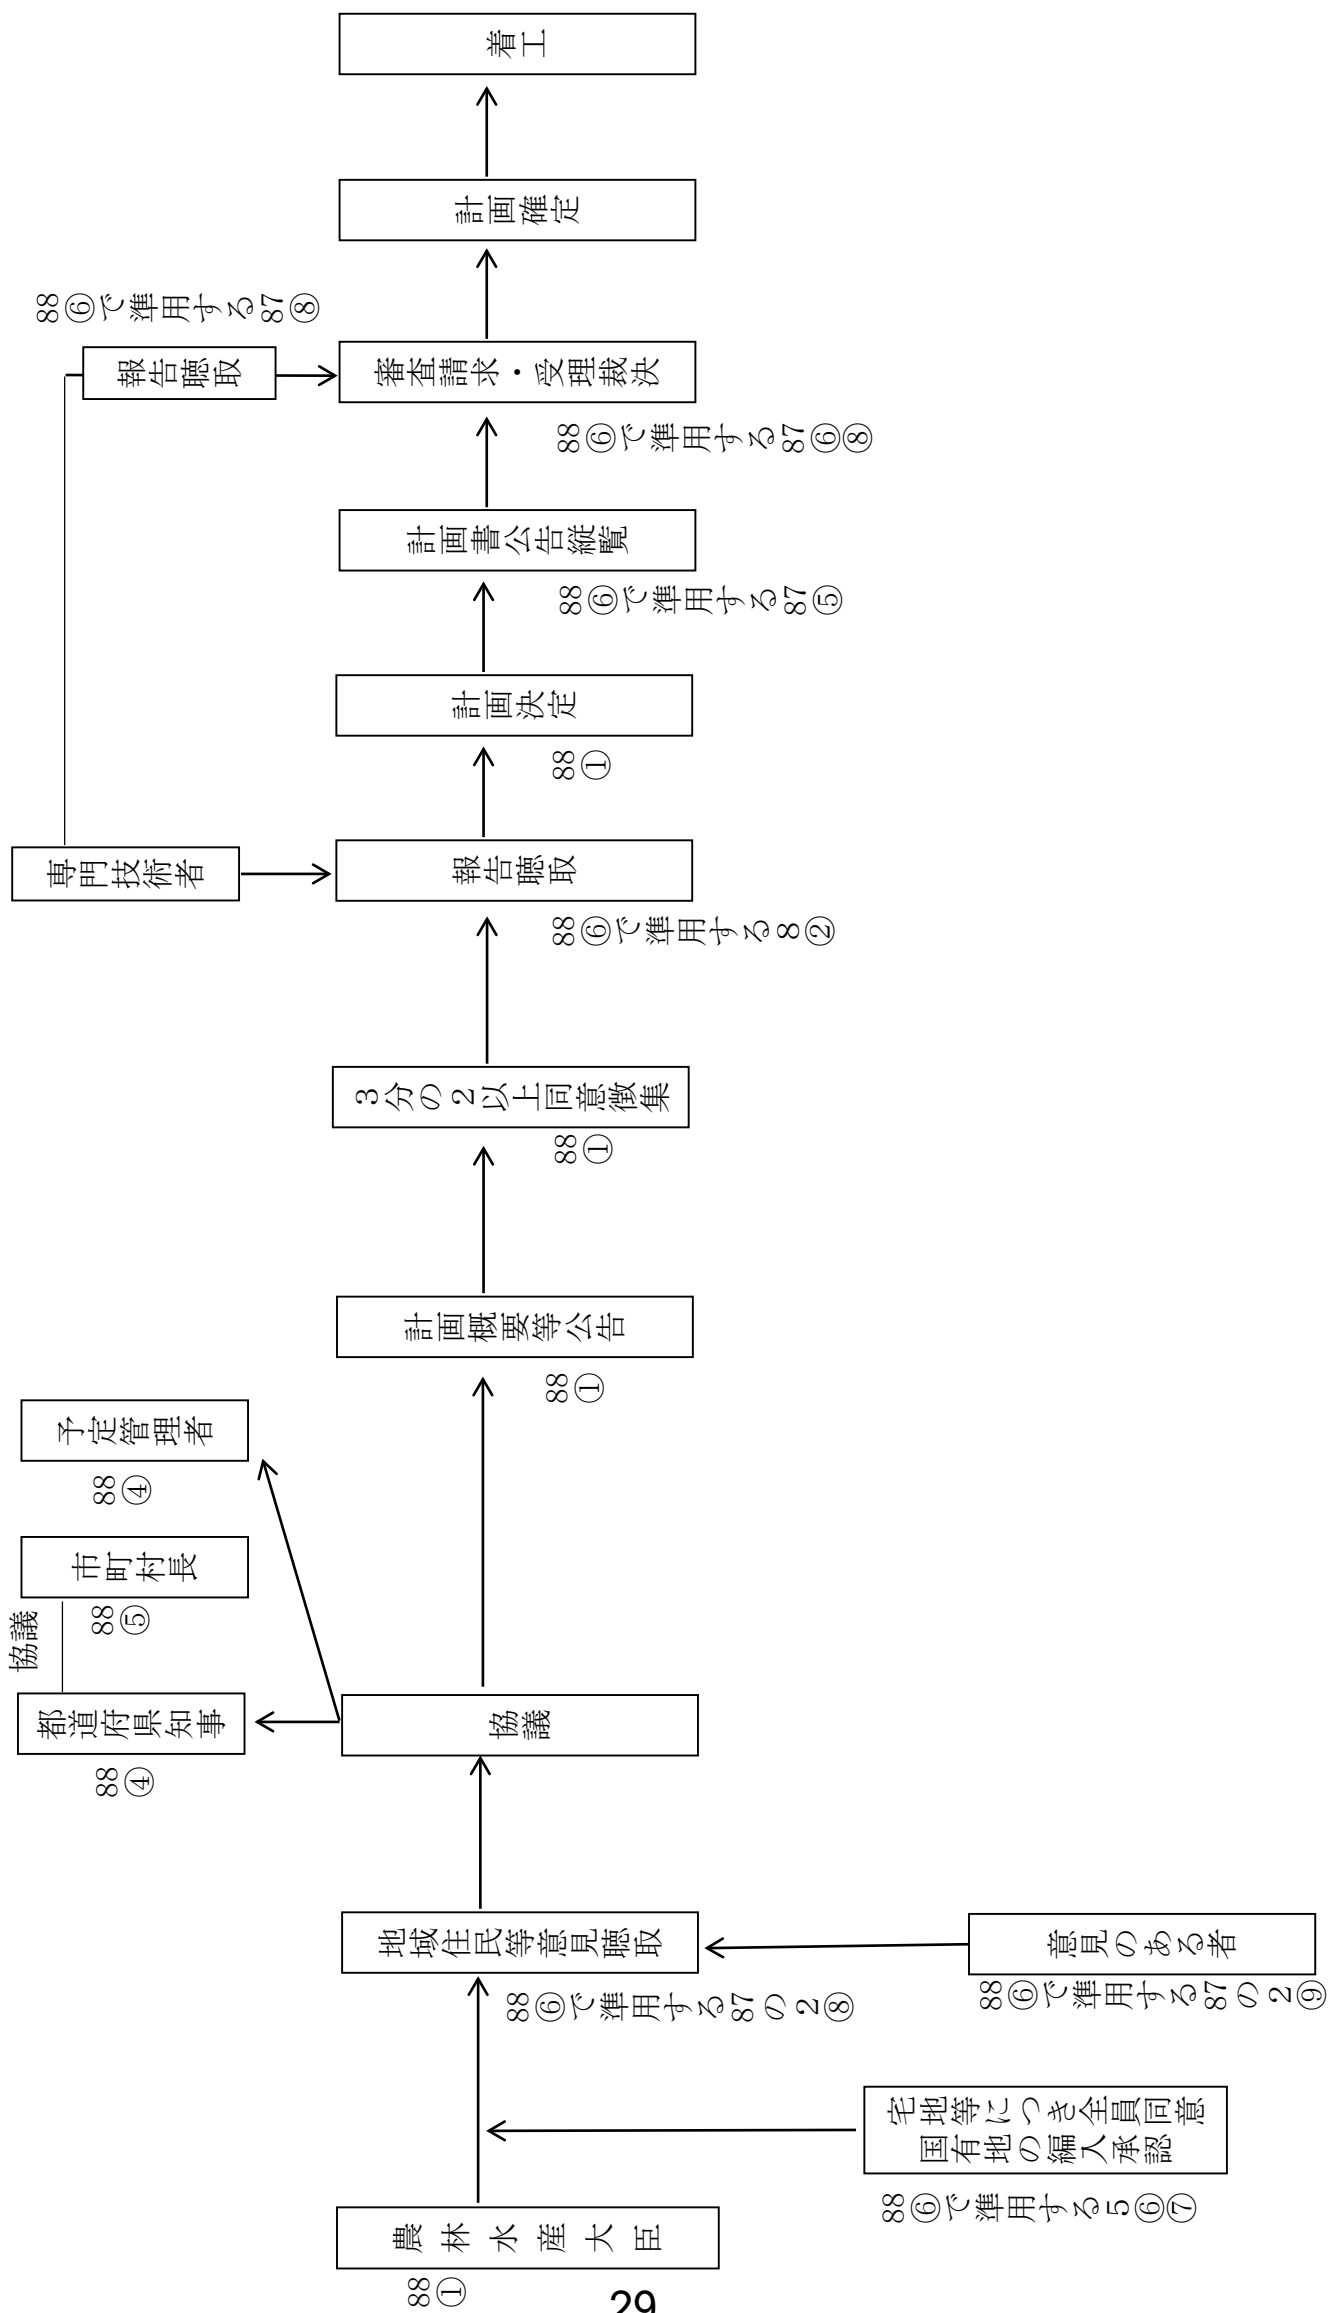 着工
計画確定
88⑥で準用する87⑧
報告聴取
審査請求・受理裁決
88⑥で準用する87⑥⑧
計画書公告縦覧
88⑥で準用する87⑤
計画決定
88①
専門技術者
報告聴取
88⑥で準用する8②
3分の2以上同意徴集
88①
計画概要等公告
88①
予定管理者
88④
市町村長
88⑤
協議
都道府県知事
88④
協議
地域住民等意見聴取
88⑥で準用する87の2⑧
意見のある者
88⑥で準用する87の2⑨
宅地等につき全員同意
国有地の編入承認
88⑥で準用する5⑥⑦
農林水産大臣
88①
29